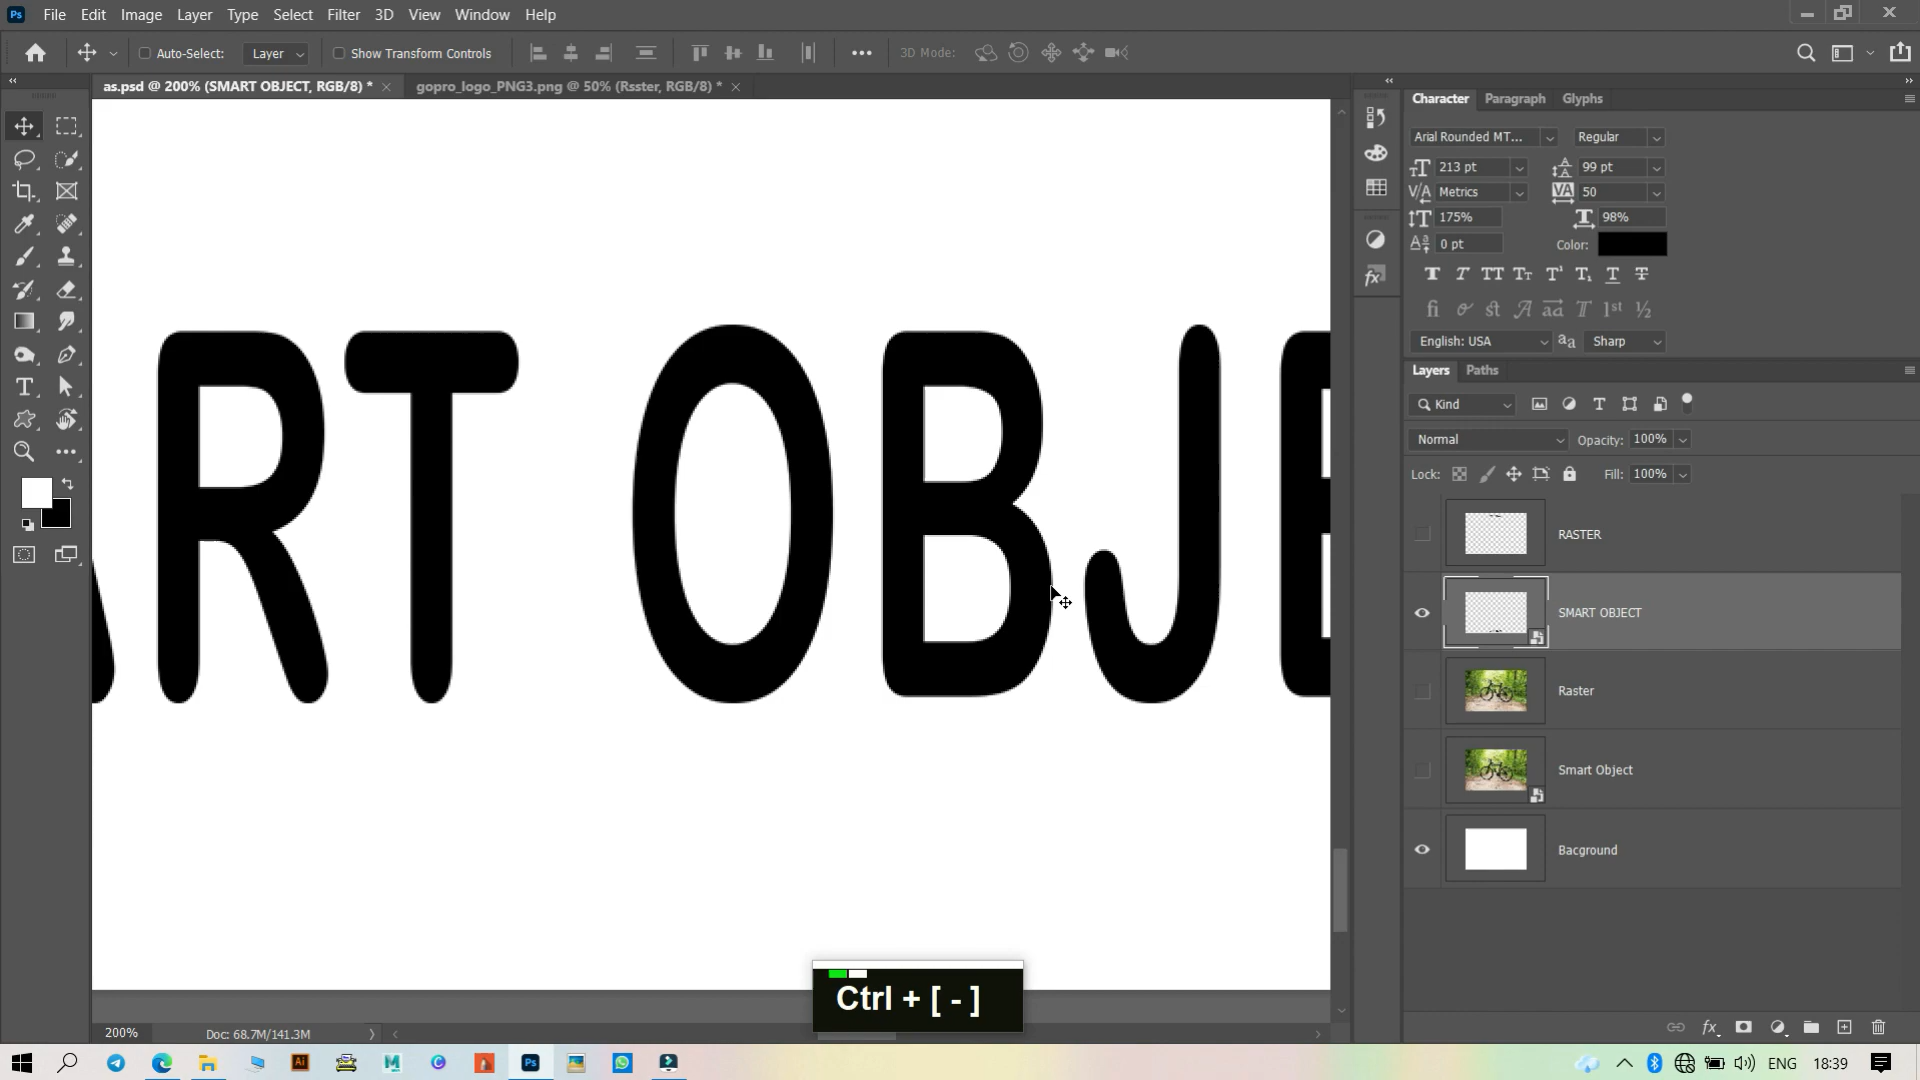 File Edit Image Layer Type Select Filter 3D View Window Help
Auto-Select: Layer Show Transform Controls 3D Mode:
as.psd @ 200% (SMART OBJECT, RGB/8) * gopro_logo_PNG3.png @ 50% (Rsster, RGB/8) *
Character Paragraph Glyphs
Arial Rounded MT... Regular
213 pt 99 pt
Metrics 50
175% 98%
0 pt Color:
English: USA Sharp
Layers Paths
Kind
Normal Opacity: 100%
Lock: Fill: 100%
RASTER
SMART OBJECT
Raster
Smart Object
Bacground
ART OBJE
Ctrl + [ - ]
200% Doc: 68.7M/141.3M
ENG 18:39